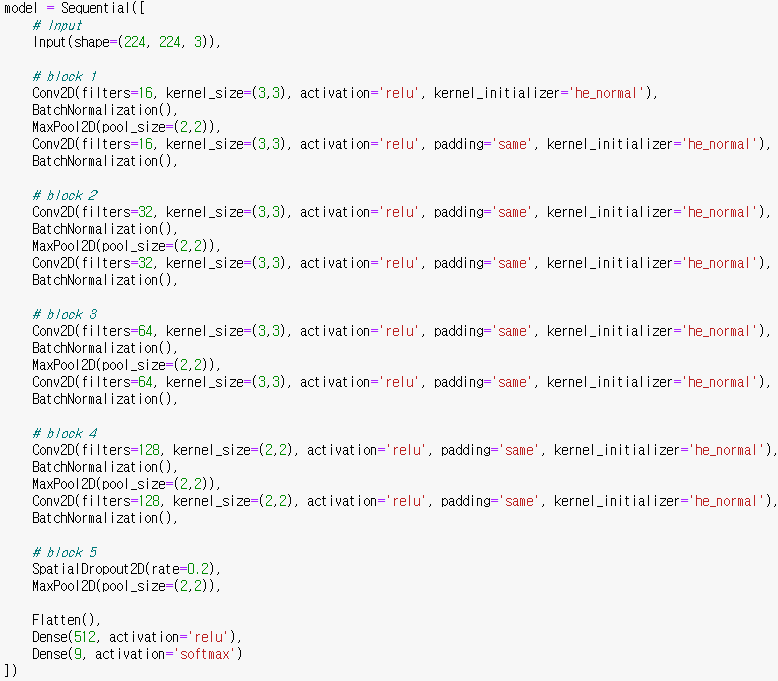 model = Sequential([
    # Input
    Input(shape=(224, 224, 3)),

    # block 1
    Conv2D(filters=16, kernel_size=(3,3), activation='relu', kernel_initializer='he_normal'),
    BatchNormalization(),
    MaxPool2D(pool_size=(2,2)),
    Conv2D(filters=16, kernel_size=(3,3), activation='relu', padding='same', kernel_initializer='he_normal'),
    BatchNormalization(),

    # block 2
    Conv2D(filters=32, kernel_size=(3,3), activation='relu', padding='same', kernel_initializer='he_normal'),
    BatchNormalization(),
    MaxPool2D(pool_size=(2,2)),
    Conv2D(filters=32, kernel_size=(3,3), activation='relu', padding='same', kernel_initializer='he_normal'),
    BatchNormalization(),

    # block 3
    Conv2D(filters=64, kernel_size=(3,3), activation='relu', padding='same', kernel_initializer='he_normal'),
    BatchNormalization(),
    MaxPool2D(pool_size=(2,2)),
    Conv2D(filters=64, kernel_size=(3,3), activation='relu', padding='same', kernel_initializer='he_normal'),
    BatchNormalization(),

    # block 4
    Conv2D(filters=128, kernel_size=(2,2), activation='relu', padding='same', kernel_initializer='he_normal'),
    BatchNormalization(),
    MaxPool2D(pool_size=(2,2)),
    Conv2D(filters=128, kernel_size=(2,2), activation='relu', padding='same', kernel_initializer='he_normal'),
    BatchNormalization(),

    # block 5
    SpatialDropout2D(rate=0.2),
    MaxPool2D(pool_size=(2,2)),

    Flatten(),
    Dense(512, activation='relu'),
    Dense(9, activation='softmax')
])